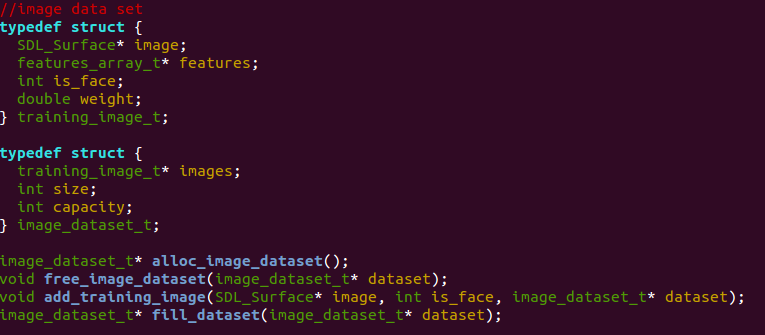 //image data set
typedef struct {
  SDL_Surface* image;
  features_array_t* features;
  int is_face;
  double weight;
} training_image_t;

typedef struct {
  training_image_t* images;
  int size;
  int capacity;
} image_dataset_t;

image_dataset_t* alloc_image_dataset();
void free_image_dataset(image_dataset_t* dataset);
void add_training_image(SDL_Surface* image, int is_face, image_dataset_t* dataset);
image_dataset_t* fill_dataset(image_dataset_t* dataset);